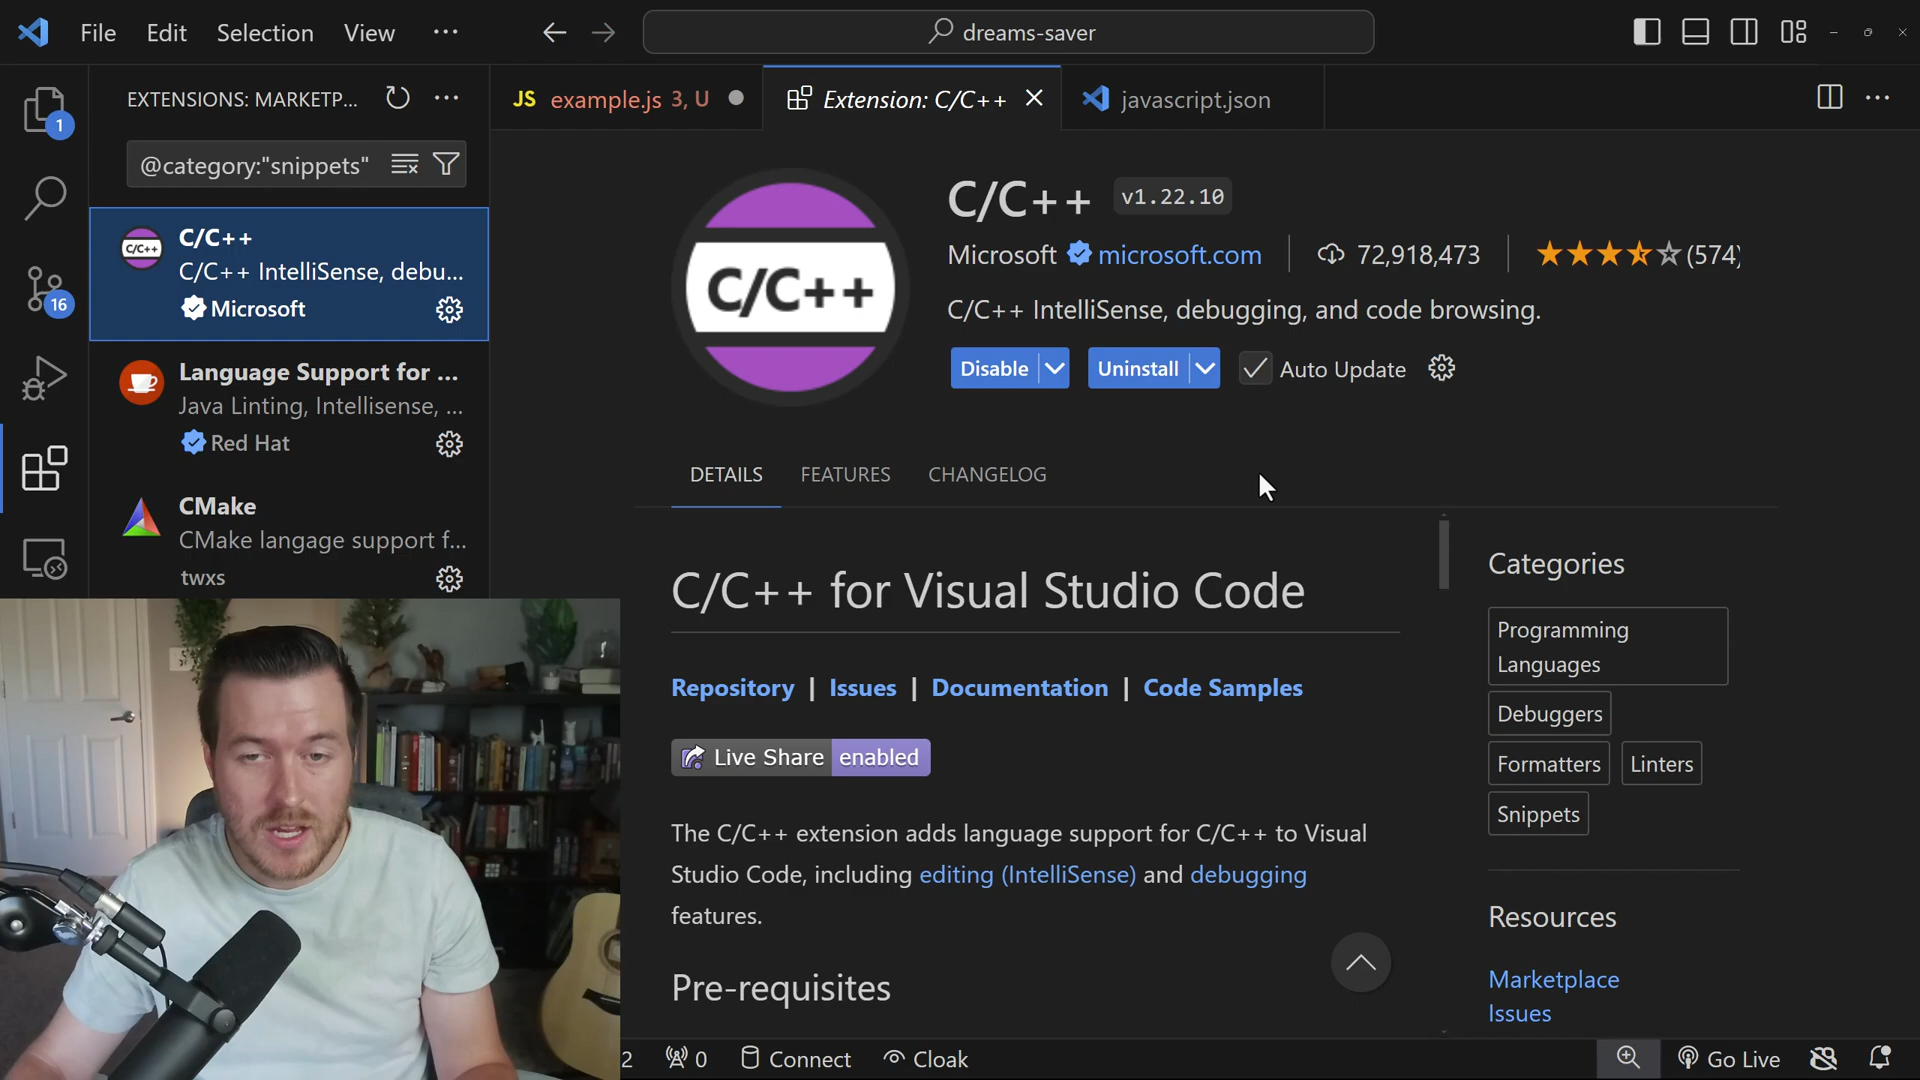 File Edit Selection View ···
dreams-saver
EXTENSIONS: MARKETP...
JS example.js 3, U
Extension: C/C++
javascript.json
1
@category:"snippets"
16
C/C++
C/C++ IntelliSense, debu...
Microsoft
Language Support for ...
Java Linting, Intellisense, ...
Red Hat
CMake
CMake langage support f...
twxs
C/C++
C/C++ v1.22.10
Microsoft microsoft.com 72,918,473 (574)
C/C++ IntelliSense, debugging, and code browsing.
Disable Uninstall Auto Update
DETAILS FEATURES CHANGELOG
C/C++ for Visual Studio Code
Repository | Issues | Documentation | Code Samples
Live Share enabled
The C/C++ extension adds language support for C/C++ to Visual
Studio Code, including editing (IntelliSense) and debugging
features.
Pre-requisites
Categories
Programming
Languages
Debuggers
Formatters Linters
Snippets
Resources
Marketplace
Issues
2 0 Connect Cloak Go Live